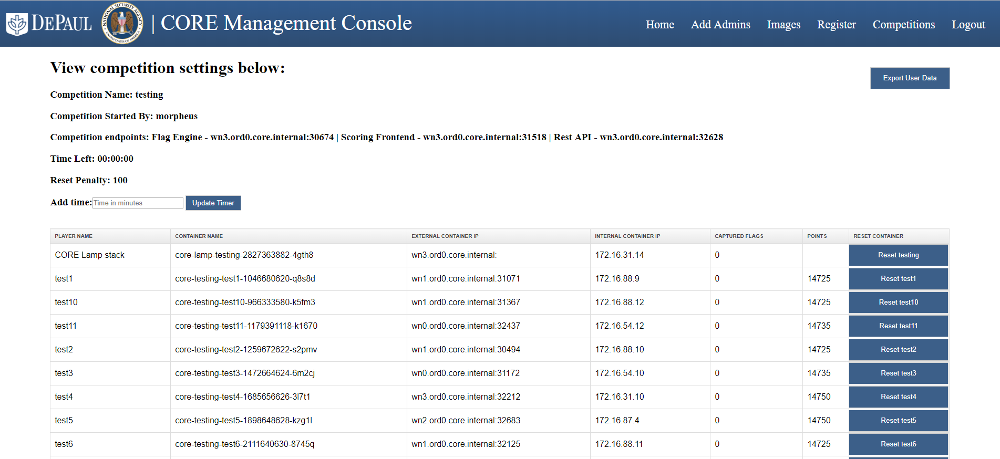 DEPAUL
NATIONAL SECURITY AGENCY
UNITED STATES OF AMERICA
| CORE Management Console
Home Add Admins Images Register Competitions Logout
View competition settings below:
Export User Data
Competition Name: testing
Competition Started By: morpheus
Competition endpoints: Flag Engine - wn3.ord0.core.internal:30674 | Scoring Frontend - wn3.ord0.core.internal:31518 | Rest API - wn3.ord0.core.internal:32628
Time Left: 00:00:00
Reset Penalty: 100
Add time: Time in minutes Update Timer
PLAYER NAME CONTAINER NAME EXTERNAL CONTAINER IP INTERNAL CONTAINER IP CAPTURED FLAGS POINTS RESET CONTAINER
CORE Lamp stack core-lamp-testing-2827363882-4gth8 wn3.ord0.core.internal: 172.16.31.14 0 Reset testing
test1 core-testing-test1-1046680620-q8s8d wn1.ord0.core.internal:31071 172.16.88.9 0 14725 Reset test1
test10 core-testing-test10-966333580-k5fm3 wn1.ord0.core.internal:31367 172.16.88.12 0 14725 Reset test10
test11 core-testing-test11-1179391118-k1670 wn0.ord0.core.internal:32437 172.16.54.12 0 14735 Reset test11
test2 core-testing-test2-1259672622-s2pmv wn1.ord0.core.internal:30494 172.16.88.10 0 14725 Reset test2
test3 core-testing-test3-1472664624-6m2cj wn0.ord0.core.internal:31172 172.16.54.10 0 14735 Reset test3
test4 core-testing-test4-1685656626-3l7t1 wn3.ord0.core.internal:32212 172.16.31.10 0 14750 Reset test4
test5 core-testing-test5-1898648628-kzg1l wn2.ord0.core.internal:32683 172.16.87.4 0 14750 Reset test5
test6 core-testing-test6-2111640630-8745q wn1.ord0.core.internal:32125 172.16.88.11 0 14725 Reset test6